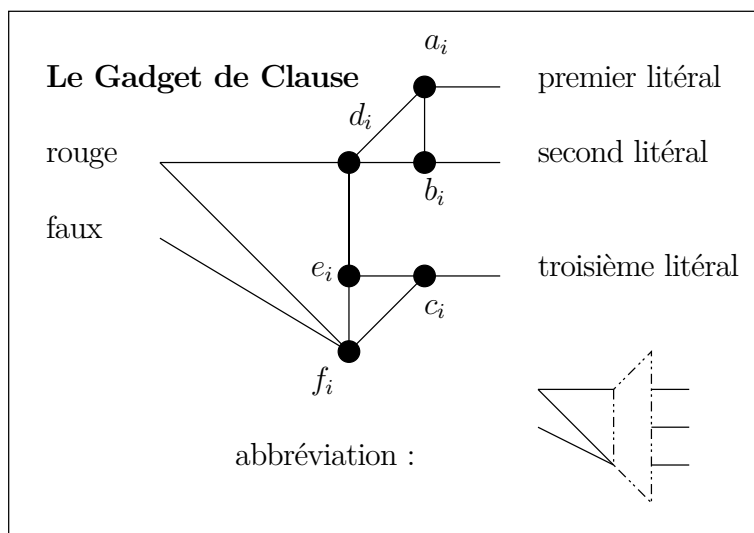 a_i
Le Gadget de Clause premier litéral
d_i
rouge second litéral
b_i
faux
e_i troisième litéral
c_i
f_i
abbréviation :